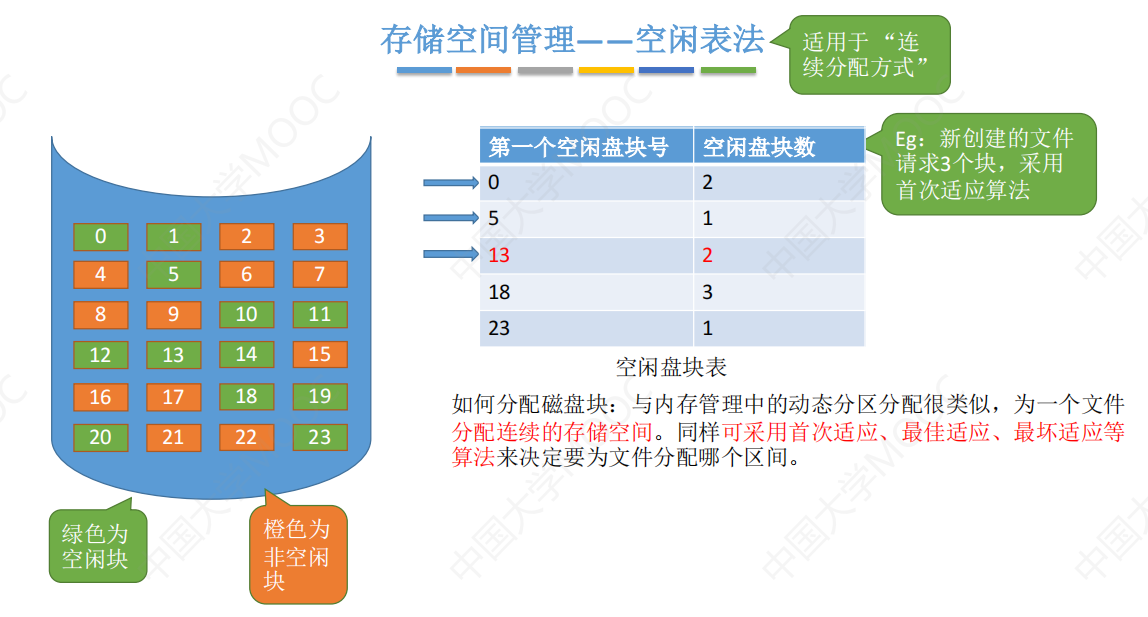 存储空间管理——空闲表法
适用于 “连
续分配方式”
0 1 2 3
4 5 6 7
8 9 10 11
12 13 14 15
16 17 18 19
20 21 22 23
绿色为
空闲块
橙色为
非空闲
块
第一个空闲盘块号 空闲盘块数
0 2
5 1
13 2
18 3
23 1
空闲盘块表
Eg：新创建的文件
请求3个块，采用
首次适应算法
如何分配磁盘块：与内存管理中的动态分区分配很类似，为一个文件
分配连续的存储空间。同样可采用首次适应、最佳适应、最坏适应等
算法来决定要为文件分配哪个区间。
中国大学MOOC